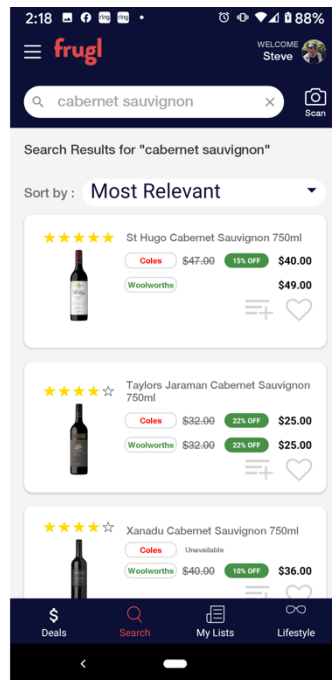 2:18 ring ring • 88%
frugl WELCOME
Steve
cabernet sauvignon ×
Scan
Search Results for "cabernet sauvignon"
Sort by : Most Relevant
St Hugo Cabernet Sauvignon 750ml
Coles $47.00 15% OFF $40.00
Woolworths $49.00
Taylors Jaraman Cabernet Sauvignon
750ml
Coles $32.00 22% OFF $25.00
Woolworths $32.00 22% OFF $25.00
Xanadu Cabernet Sauvignon 750ml
Coles Unavailable
Woolworths $40.00 10% OFF $36.00
$
Deals Search My Lists Lifestyle